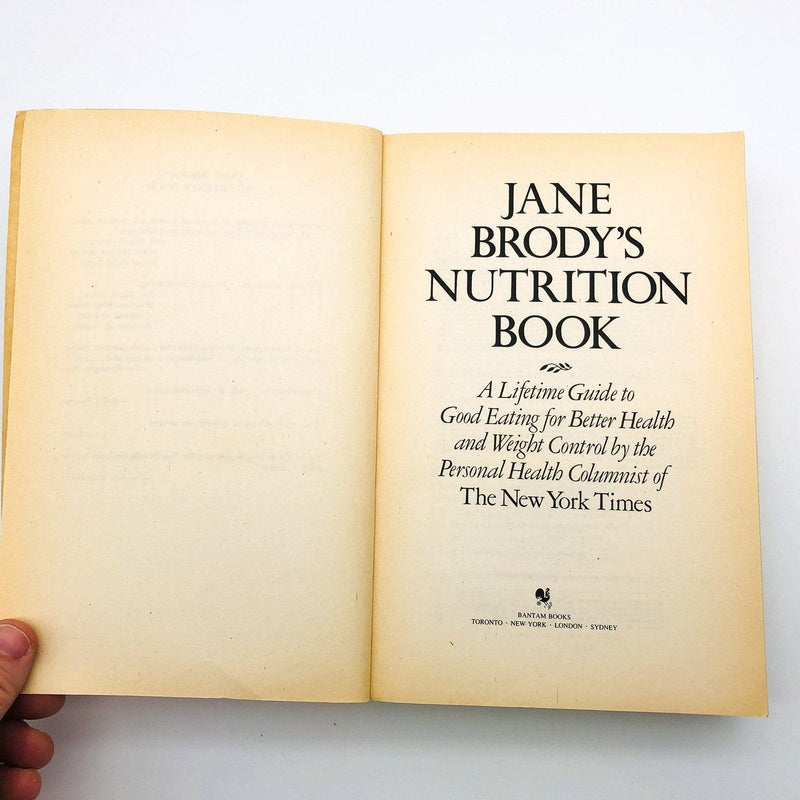 JANE
BRODY'S
NUTRITION
BOOK
A Lifetime Guide to
Good Eating for Better Health
and Weight Control by the
Personal Health Columnist of
The New York Times
BANTAM BOOKS
TORONTO · NEW YORK · LONDON · SYDNEY